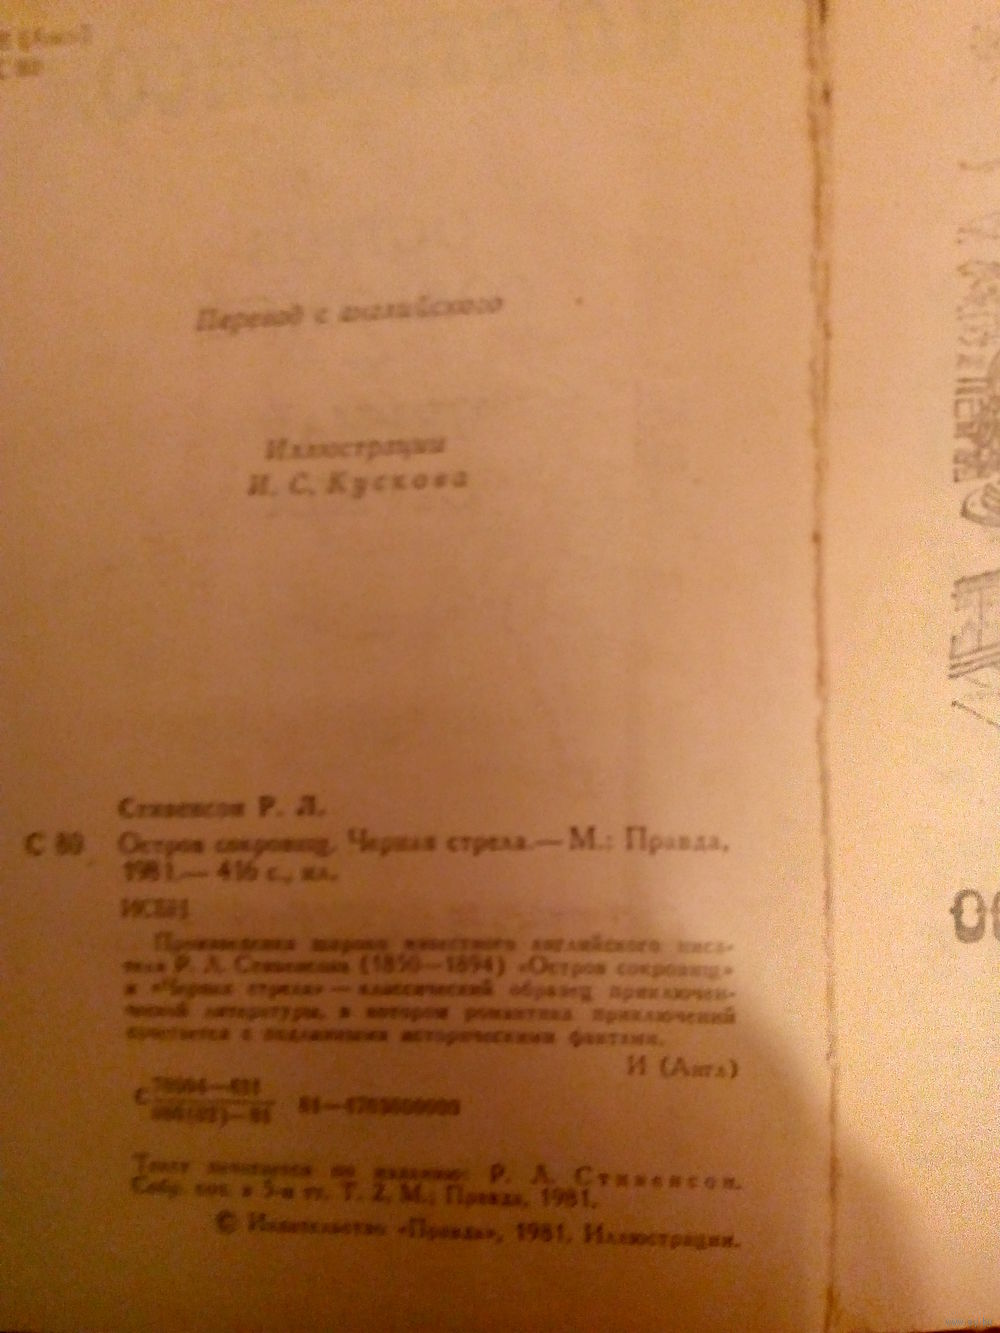 С 80
Перевод с английского
Иллюстрации
И. С. Кускова
Стивенсон Р. Л.
С 80 Остров сокровищ. Черная стрела.— М.: Правда,
1981.— 416 с., ил.
Произведения широко известного английского писа-
теля Р. Л. Стивенсона (1850—1894) «Остров сокровищ»
и «Черная стрела» — классический образец приключен-
ческой литературы, в котором романтика приключений
сочетается с подлинными историческими фактами.
И (Англ)
Текст печатается по изданию: Р. Л. Стивенсон.
Собр. соч. в 5-и тт. Т. 2. М.: Правда, 1981.
© Издательство «Правда», 1981. Иллюстрации.